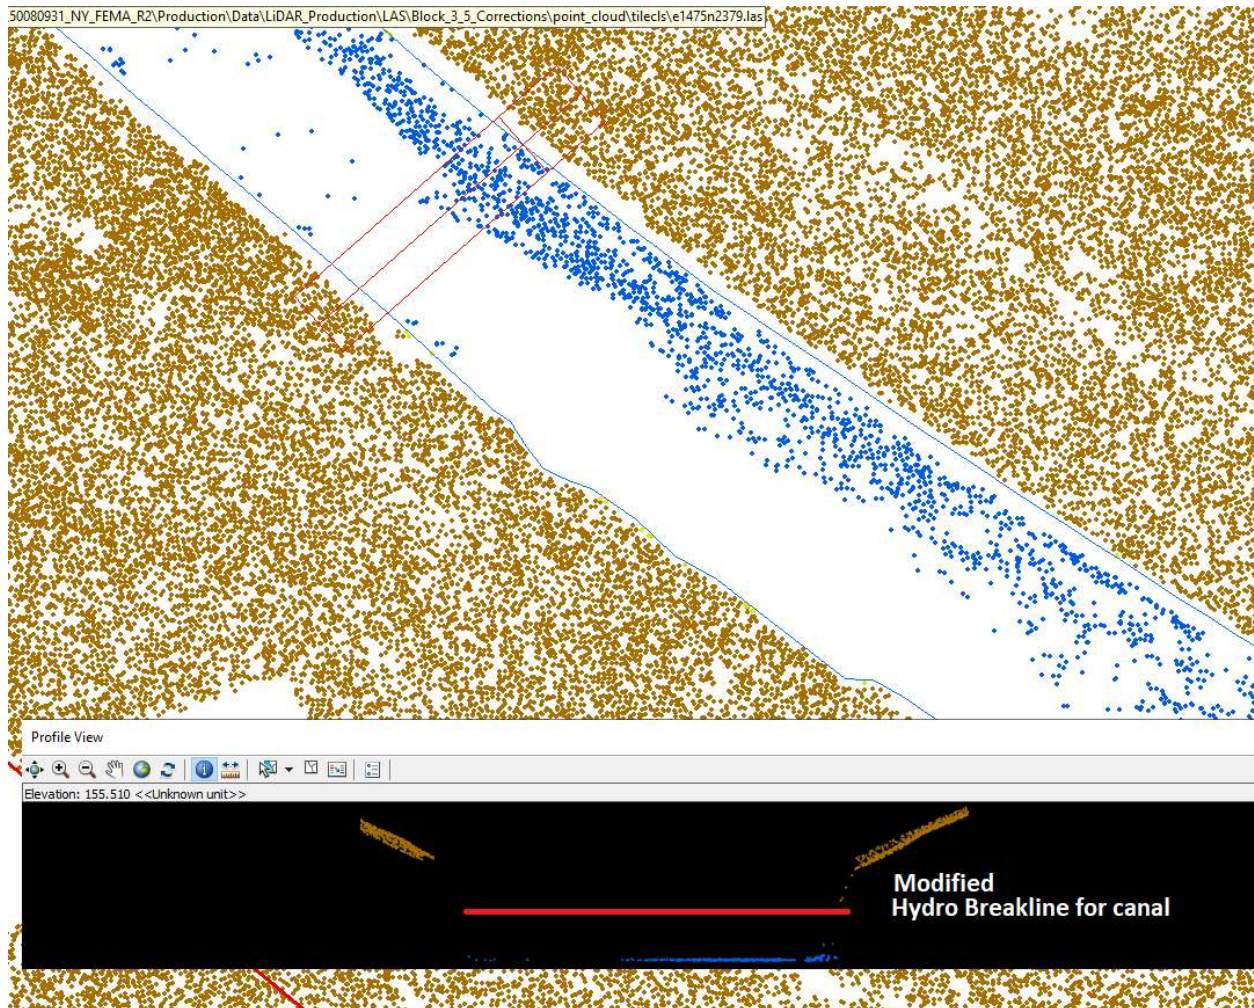 50080931_NY_FEMA_R2\Production\Data\LiDAR_Production\LAS\Block_3_5_Corrections\point_cloud\tilecls\e1475n2379.las
Profile View
Elevation: 155.510 <<Unknown unit>>
Modified
Hydro Breakline for canal